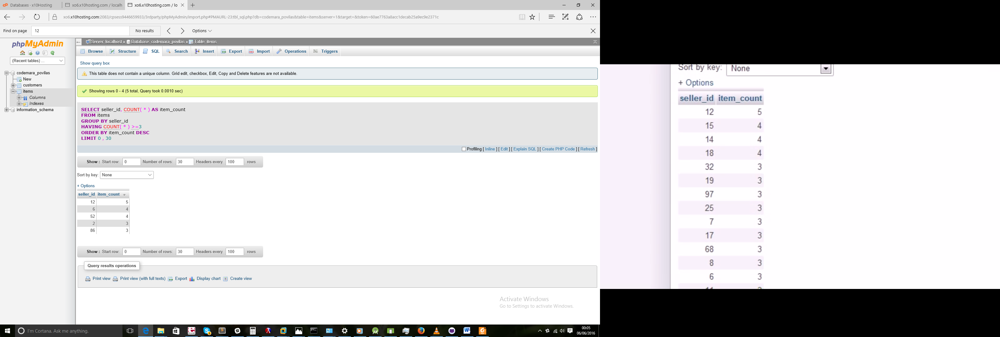 Databases - x10Hosting
xo6.x10hosting.com / localh
xo6.x10hosting.com / lo
xo6.x10hosting.com:2083/cpsess9446659933/3rdparty/phpMyAdmin/import.php#PMAURL-23:tbl_sql.php?db=codemara_povilas&table=items&server=1&target=&token=60ae7763a8acc1decab25a9ec9e2371c
Find on page 12 No results Options
phpMyAdmin
(Recent tables) ...
codemara_povilas
New
customers
items
Columns
Indexes
information_schema
Server: localhost » Database: codemara_povilas » Table: items
Browse Structure SQL Search Insert Export Import Operations Triggers
Show query box
This table does not contain a unique column. Grid edit, checkbox, Edit, Copy and Delete features are not available.
Showing rows 0 - 4 (5 total, Query took 0.0010 sec)
SELECT seller_id, COUNT( * ) AS item_count
FROM items
GROUP BY seller_id
HAVING COUNT( * ) >=3
ORDER BY item_count DESC
LIMIT 0 , 30
Profiling [ Inline ] [ Edit ] [ Explain SQL ] [ Create PHP Code ] [ Refresh ]
Show : Start row: 0 Number of rows: 30 Headers every 100 rows
Sort by key: None
+ Options
seller_id item_count
12 5
6 4
52 4
2 3
86 3
Show : Start row: 0 Number of rows: 30 Headers every 100 rows
Query results operations
Print view Print view (with full texts) Export Display chart Create view
Activate Windows
Go to Settings to activate Windows.
I'm Cortana. Ask me anything.
00:05
06/06/2016
Sort by key: None
+ Options
seller_id item_count
12 5
15 4
14 4
18 4
32 3
19 3
97 3
25 3
7 3
17 3
68 3
8 3
6 3